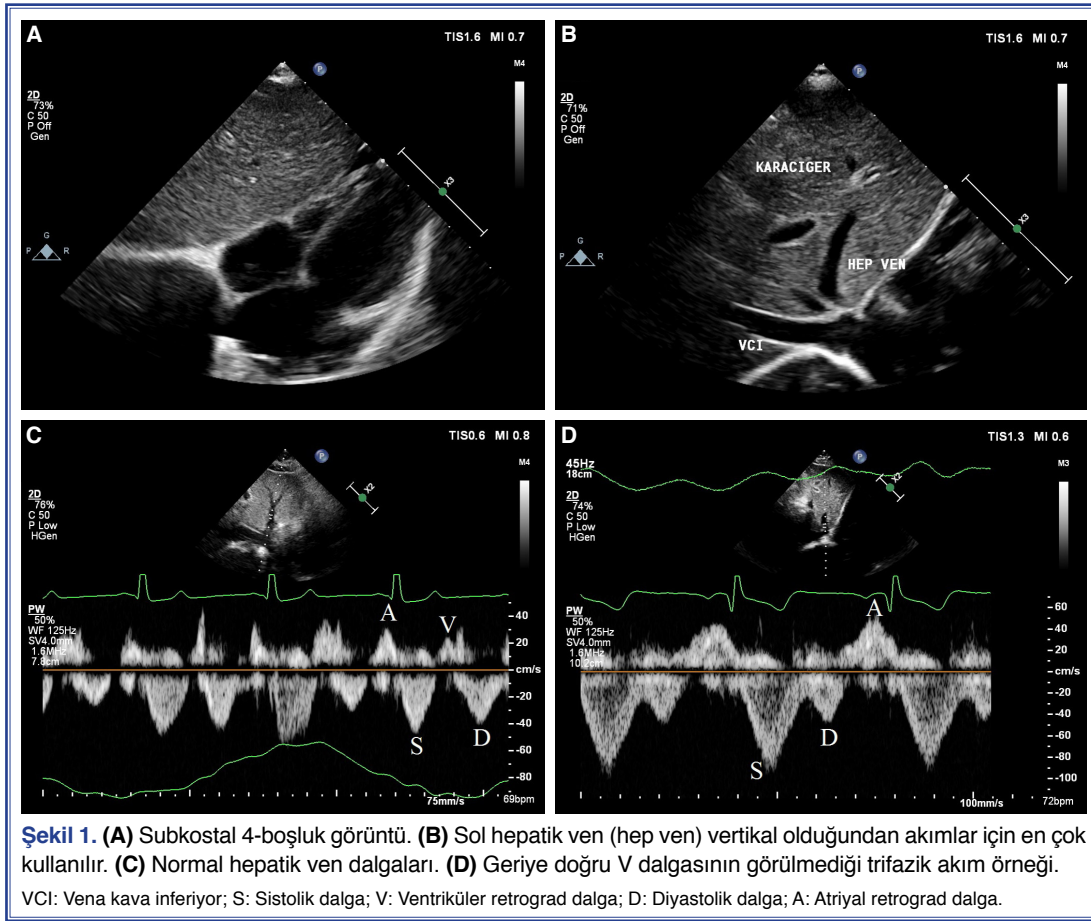 A
TIS1.6 MI 0.7
P
M4
2D
73%
C 50
P Off
Gen
X3
G
P R
B
TIS1.6 MI 0.7
P
M4
2D
71%
C 50
P Off
Gen
KARACIGER
HEP VEN
VCI
X3
G
P R
C
TIS0.6 MI 0.8
P
M4
2D
76%
C 50
P Low
HGen
X2
PW
50%
WF 125Hz
SV4.0mm
1.6MHz
7.8cm
A
V
S
D
40
20
cm/s
-20
-40
-60
-80
75mm/s
69bpm
D
TIS1.3 MI 0.6
45Hz
18cm
P
M3
2D
74%
C 50
P Low
HGen
X2
PW
50%
WF 125Hz
SV4.0mm
1.6MHz
10.2cm
A
S
D
60
40
20
cm/s
-20
-40
-60
-80
-100
100mm/s
72bpm
Şekil 1. (A) Subkostal 4-boşluk görüntü. (B) Sol hepatik ven (hep ven) vertikal olduğundan akımlar için en çok
kullanılır. (C) Normal hepatik ven dalgaları. (D) Geriye doğru V dalgasının görülmediği trifazik akım örneği.
VCI: Vena kava inferiyor; S: Sistolik dalga; V: Ventriküler retrograd dalga; D: Diyastolik dalga; A: Atriyal retrograd dalga.